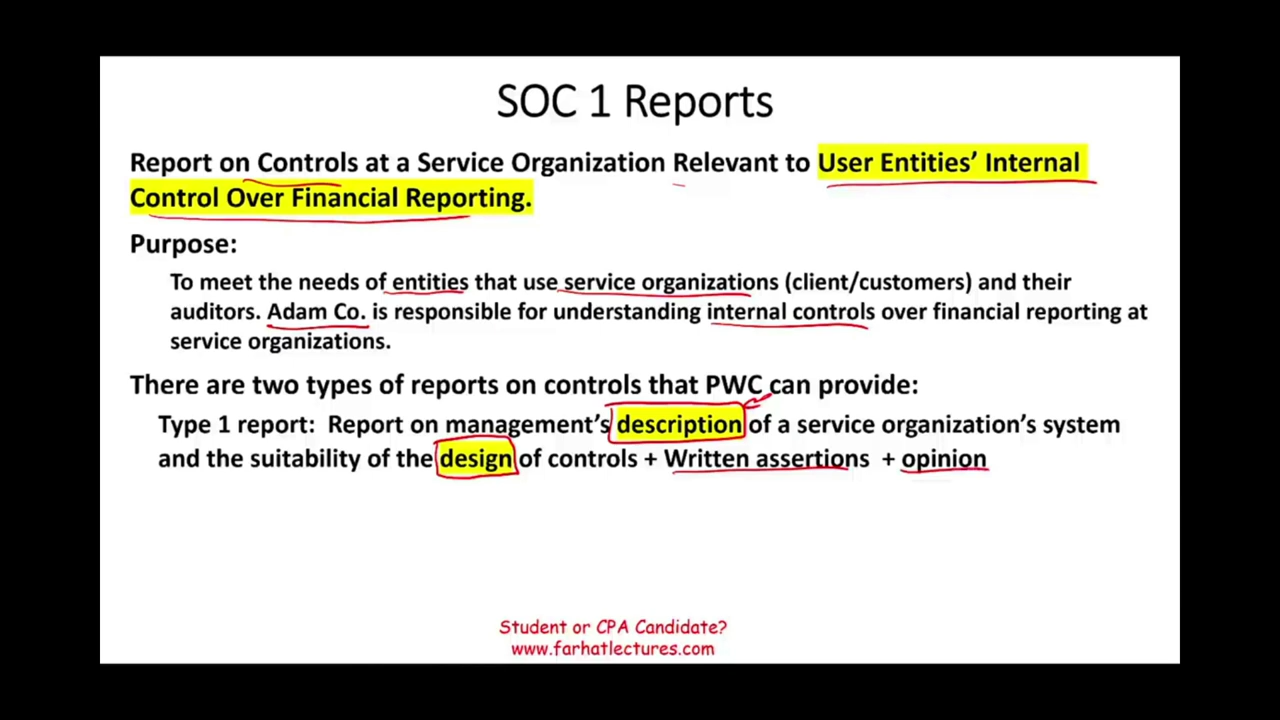 SOC 1 Reports
Report on Controls at a Service Organization Relevant to User Entities’ Internal
Control Over Financial Reporting.
Purpose:
To meet the needs of entities that use service organizations (client/customers) and their
auditors. Adam Co. is responsible for understanding internal controls over financial reporting at
service organizations.
There are two types of reports on controls that PWC can provide:
Type 1 report: Report on management’s description of a service organization’s system
and the suitability of the design of controls + Written assertions + opinion
Student or CPA Candidate?
www.farhatlectures.com